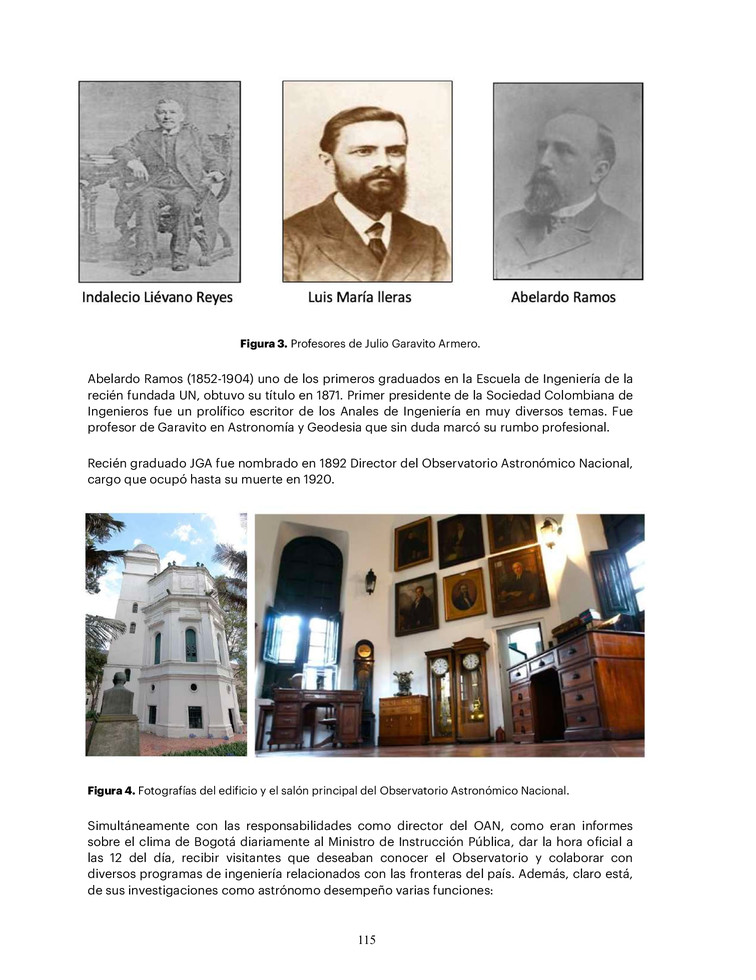 Indalecio Liévano Reyes
Luis María lleras
Abelardo Ramos
Figura 3. Profesores de Julio Garavito Armero.
Abelardo Ramos (1852-1904) uno de los primeros graduados en la Escuela de Ingeniería de la
recién fundada UN, obtuvo su título en 1871. Primer presidente de la Sociedad Colombiana de
Ingenieros fue un prolífico escritor de los Anales de Ingeniería en muy diversos temas. Fue
profesor de Garavito en Astronomía y Geodesia que sin duda marcó su rumbo profesional.
Recién graduado JGA fue nombrado en 1892 Director del Observatorio Astronómico Nacional,
cargo que ocupó hasta su muerte en 1920.
Figura 4. Fotografías del edificio y el salón principal del Observatorio Astronómico Nacional.
Simultáneamente con las responsabilidades como director del OAN, como eran informes
sobre el clima de Bogotá diariamente al Ministro de Instrucción Pública, dar la hora oficial a
las 12 del día, recibir visitantes que deseaban conocer el Observatorio y colaborar con
diversos programas de ingeniería relacionados con las fronteras del país. Además, claro está,
de sus investigaciones como astrónomo desempeño varias funciones:
115